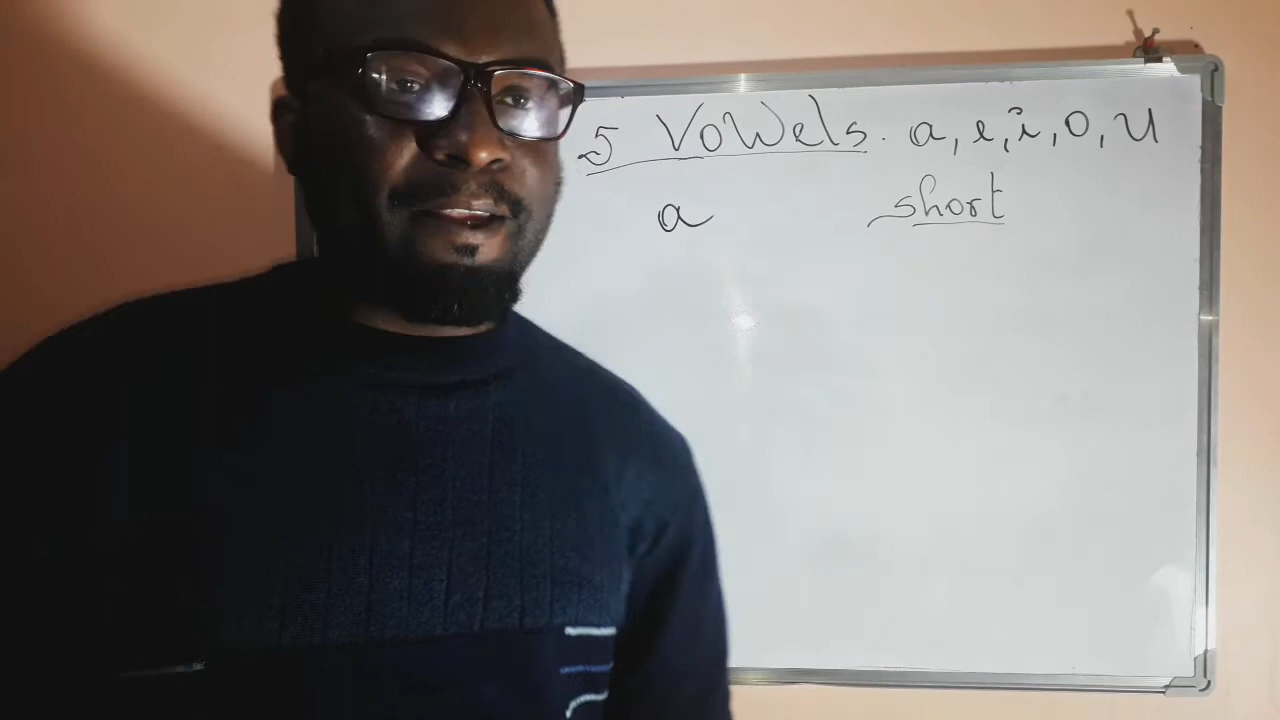 5 Vowels. a, e, i, o, u
a short